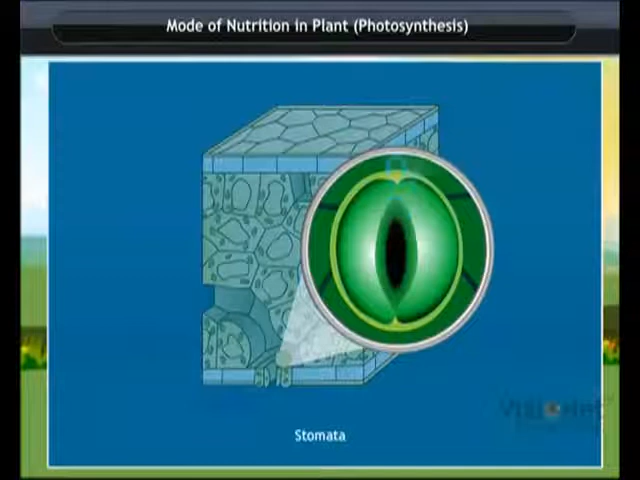 Mode of Nutrition in Plant (Photosynthesis)
Stomata